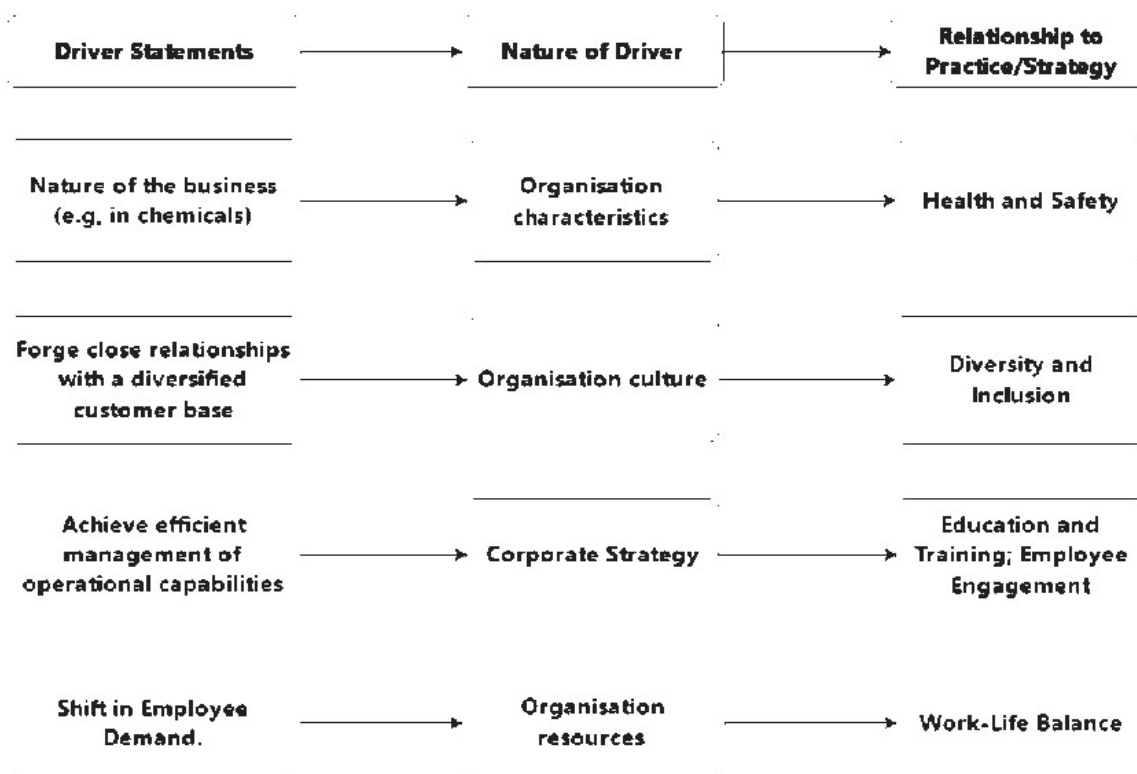 Driver Statements
Nature of Driver
Relationship to
Practice/Strategy
Nature of the business
(e.g. in chemicals)
Organisation
characteristics
Health and Safety
Forge close relationships
with a diversified
customer base
Organisation culture
Diversity and
Inclusion
Achieve efficient
management of
operational capabilities
Corporate Strategy
Education and
Training; Employee
Engagement
Shift in Employee
Demand.
Organisation
resources
Work-Life Balance